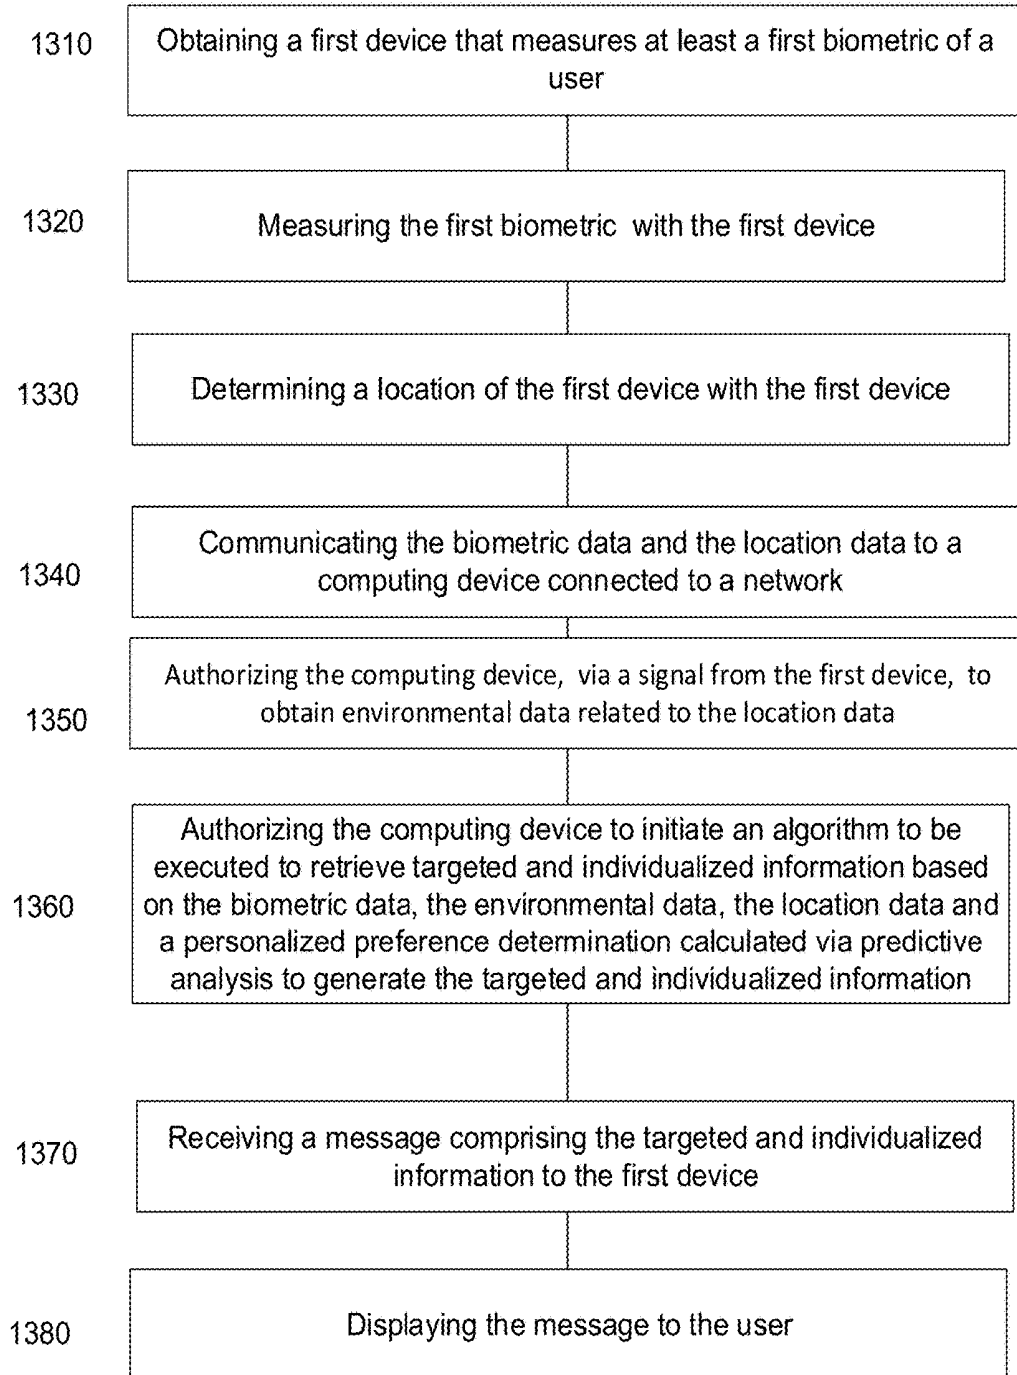 1310
Obtaining a first device that measures at least a first biometric of a
user
1320
Measuring the first biometric with the first device
1330
Determining a location of the first device with the first device
1340
Communicating the biometric data and the location data to a
computing device connected to a network
1350
Authorizing the computing device, via a signal from the first device, to
obtain environmental data related to the location data
1360
Authorizing the computing device to initiate an algorithm to be
executed to retrieve targeted and individualized information based
on the biometric data, the environmental data, the location data and
a personalized preference determination calculated via predictive
analysis to generate the targeted and individualized information
1370
Receiving a message comprising the targeted and individualized
information to the first device
1380
Displaying the message to the user